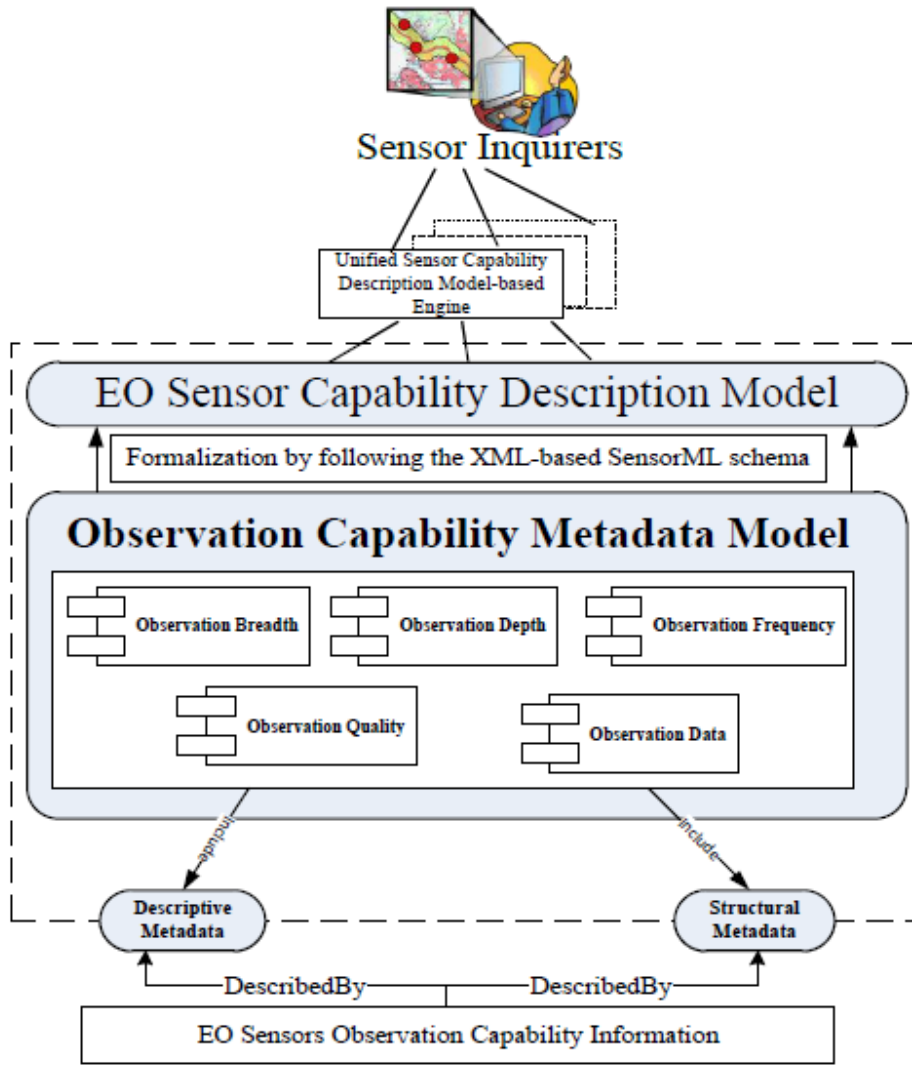 Sensor Inquirers
Unified Sensor Capability
Description Model-based
Engine
EO Sensor Capability Description Model
Formalization by following the XML-based SensorML schema
Observation Capability Metadata Model
Observation Breadth
Observation Depth
Observation Frequency
Observation Quality
Observation Data
include
include
Descriptive
Metadata
Structural
Metadata
DescribedBy
DescribedBy
EO Sensors Observation Capability Information